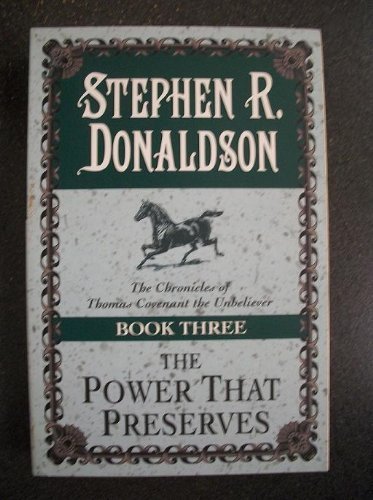 STEPHEN R.
DONALDSON
The Chronicles of
Thomas Covenant the Unbeliever
BOOK THREE
THE
POWER THAT
PRESERVES